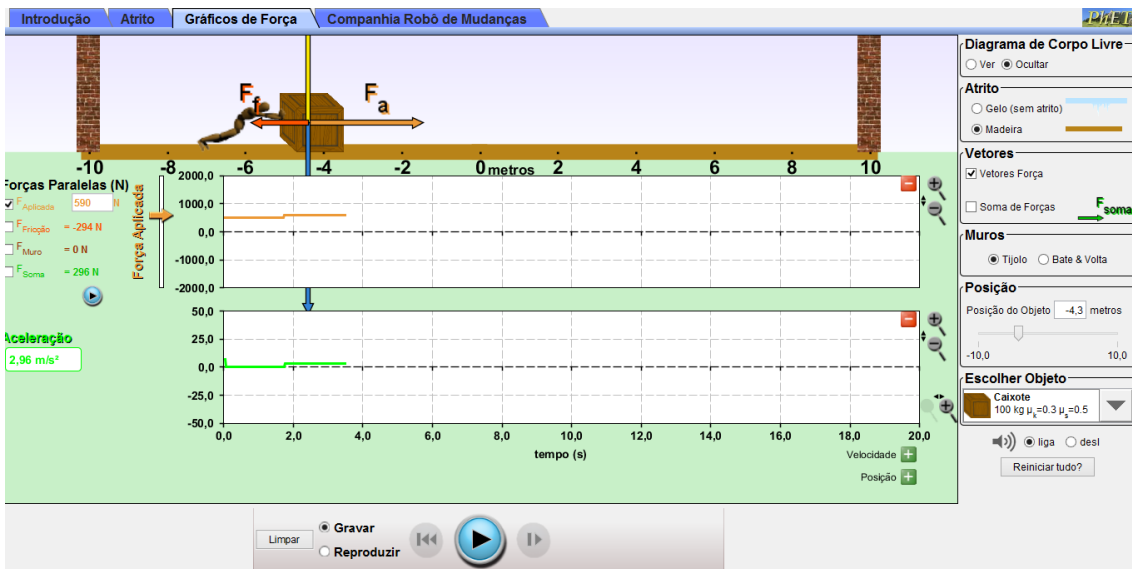 Introdução
Atrito
Gráficos de Força
Companhia Robô de Mudanças
PhET
Diagrama de Corpo Livre
Ver Ocultar
Atrito
Gelo (sem atrito)
Madeira
Vetores
Vetores Força
Soma de Forças
F soma
Muros
Tijolo Bate & Volta
Posição
Posição do Objeto -4,3 metros
-10,0 10,0
Escolher Objeto
Caixote
100 kg μk=0.3 μs=0.5
liga desl
Reiniciar tudo?
Ff Fa
-10 -8 -6 -4 -2 0 metros 2 4 6 8 10
Forças Paralelas (N)
FAplicada 590 N
FFricção = -294 N
FMuro = 0 N
FSoma = 296 N
Força Aplicada
2000,0
1000,0
0,0
-1000,0
-2000,0
Aceleração
2,96 m/s²
50,0
25,0
0,0
-25,0
-50,0
0,0 2,0 4,0 6,0 8,0 10,0 12,0 14,0 16,0 18,0 20,0
tempo (s)
Velocidade
Posição
Limpar
Gravar
Reproduzir